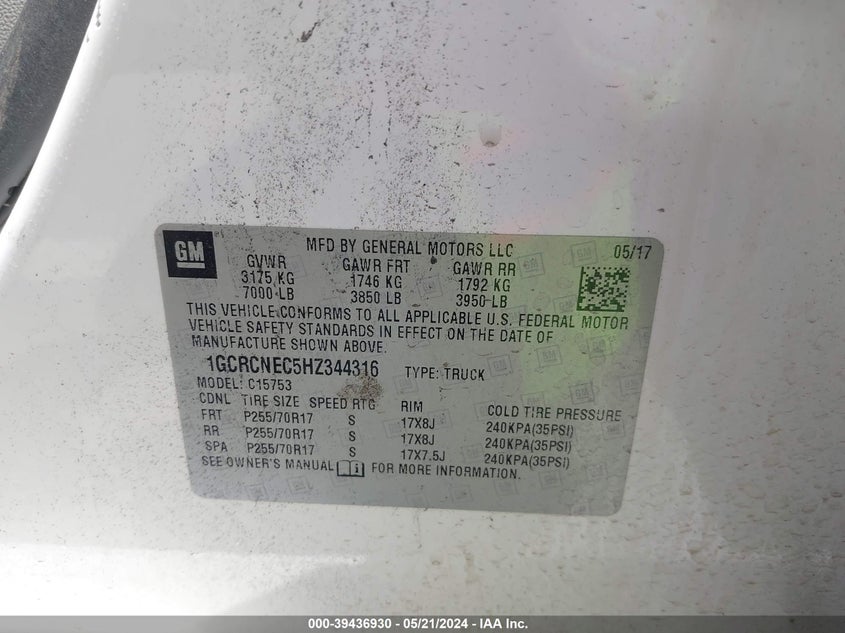 GM
MFD BY GENERAL MOTORS LLC 05/17
GVWR GAWR FRT GAWR RR
3175 KG 1746 KG 1792 KG
7000 LB 3850 LB 3950 LB
THIS VEHICLE CONFORMS TO ALL APPLICABLE U.S. FEDERAL MOTOR
VEHICLE SAFETY STANDARDS IN EFFECT ON THE DATE OF
MANUFACTURE SHOWN ABOVE.
1GCRCNEC5HZ344316 TYPE: TRUCK
MODEL: C15753
CDNL TIRE SIZE SPEED RTG RIM COLD TIRE PRESSURE
FRT P255/70R17 S 17X8J 240KPA(35PSI)
RR P255/70R17 S 17X8J 240KPA(35PSI)
SPA P255/70R17 S 17X7.5J 240KPA(35PSI)
SEE OWNER'S MANUAL FOR MORE INFORMATION.
000-39436930 - 05/21/2024 - IAA Inc.